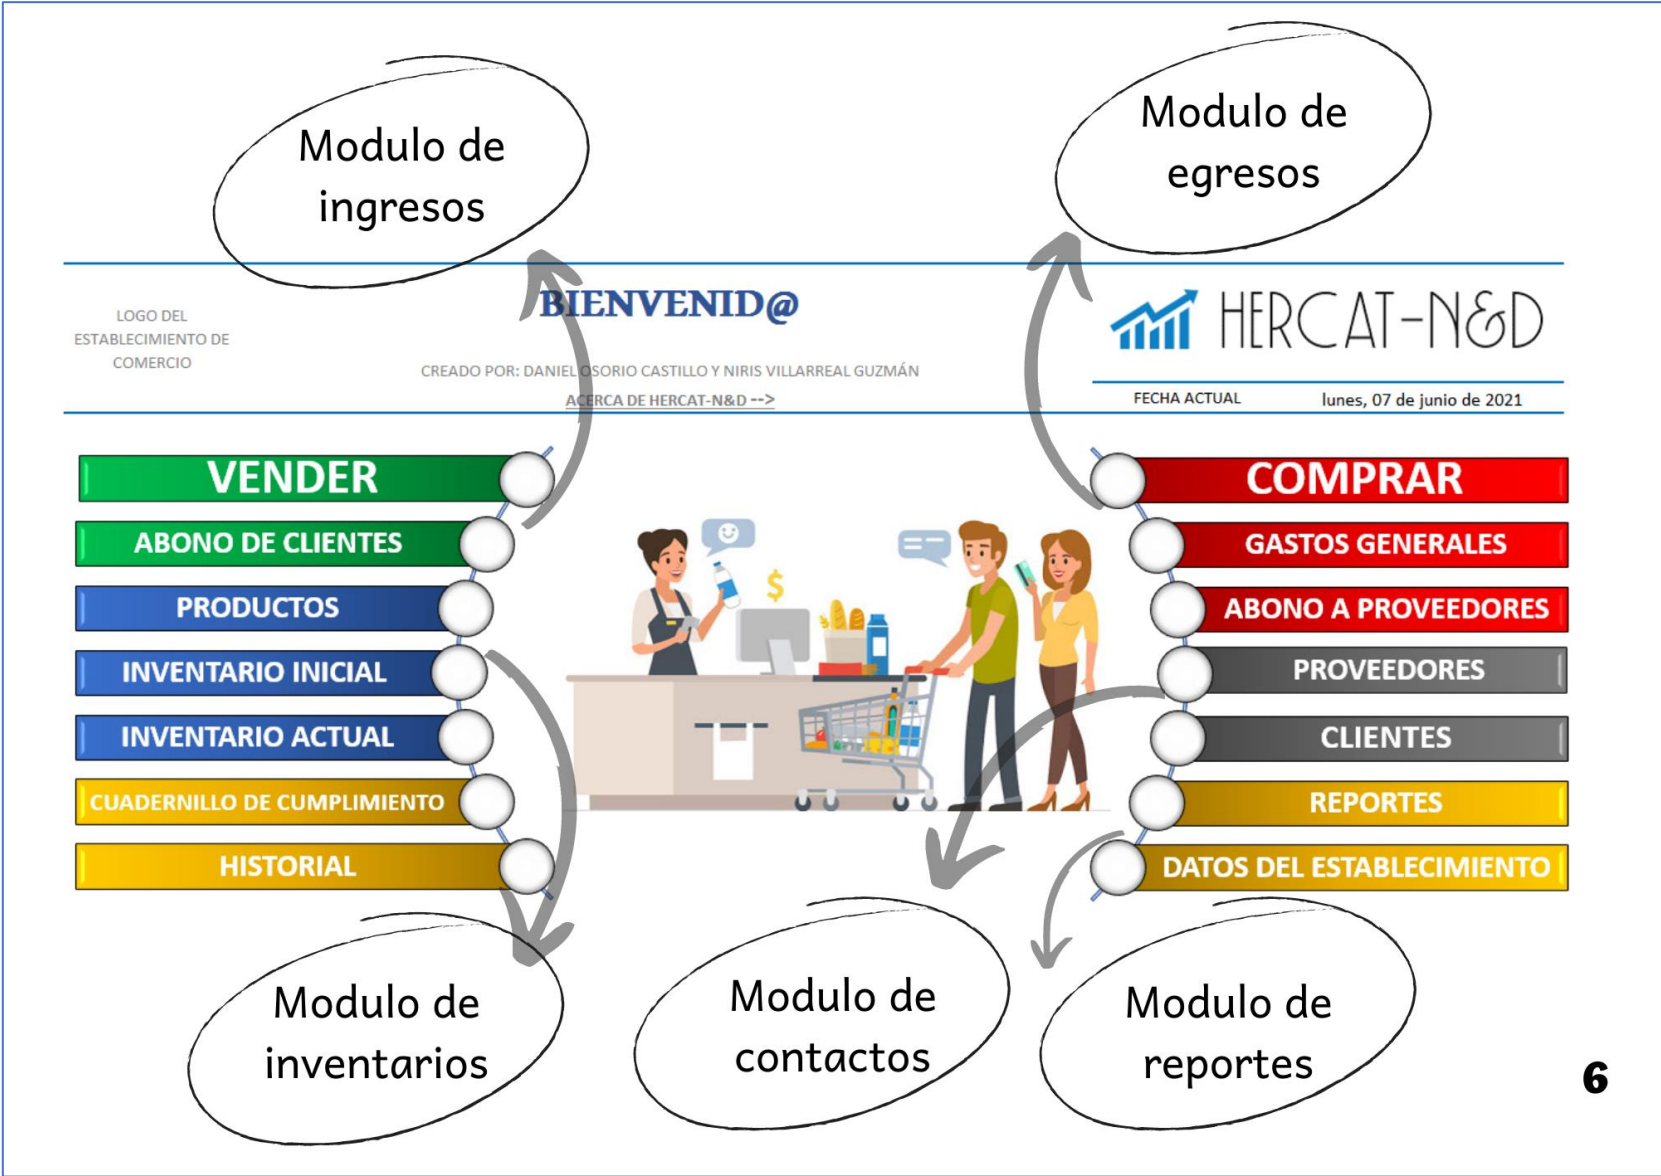 Modulo de
ingresos
Modulo de
egresos
LOGO DEL
ESTABLECIMIENTO DE
COMERCIO
BIENVENID@
CREADO POR: DANIEL OSORIO CASTILLO Y NIRIS VILLARREAL GUZMÁN
ACERCA DE HERCAT-N&D -->
HERCAT-N&D
FECHA ACTUAL lunes, 07 de junio de 2021
VENDER
ABONO DE CLIENTES
PRODUCTOS
INVENTARIO INICIAL
INVENTARIO ACTUAL
CUADERNILLO DE CUMPLIMIENTO
HISTORIAL
$
COMPRAR
GASTOS GENERALES
ABONO A PROVEEDORES
PROVEEDORES
CLIENTES
REPORTES
DATOS DEL ESTABLECIMIENTO
Modulo de
inventarios
Modulo de
contactos
Modulo de
reportes
6